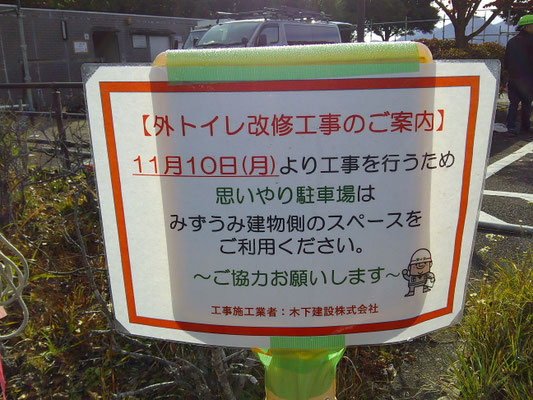 【外トイレ改修工事のご案内】
11月10日(月)より工事を行うため
思いやり駐車場は
みずうみ建物側のスペースを
ご利用ください。
～ご協力お願いします～
工事施工業者：木下建設株式会社